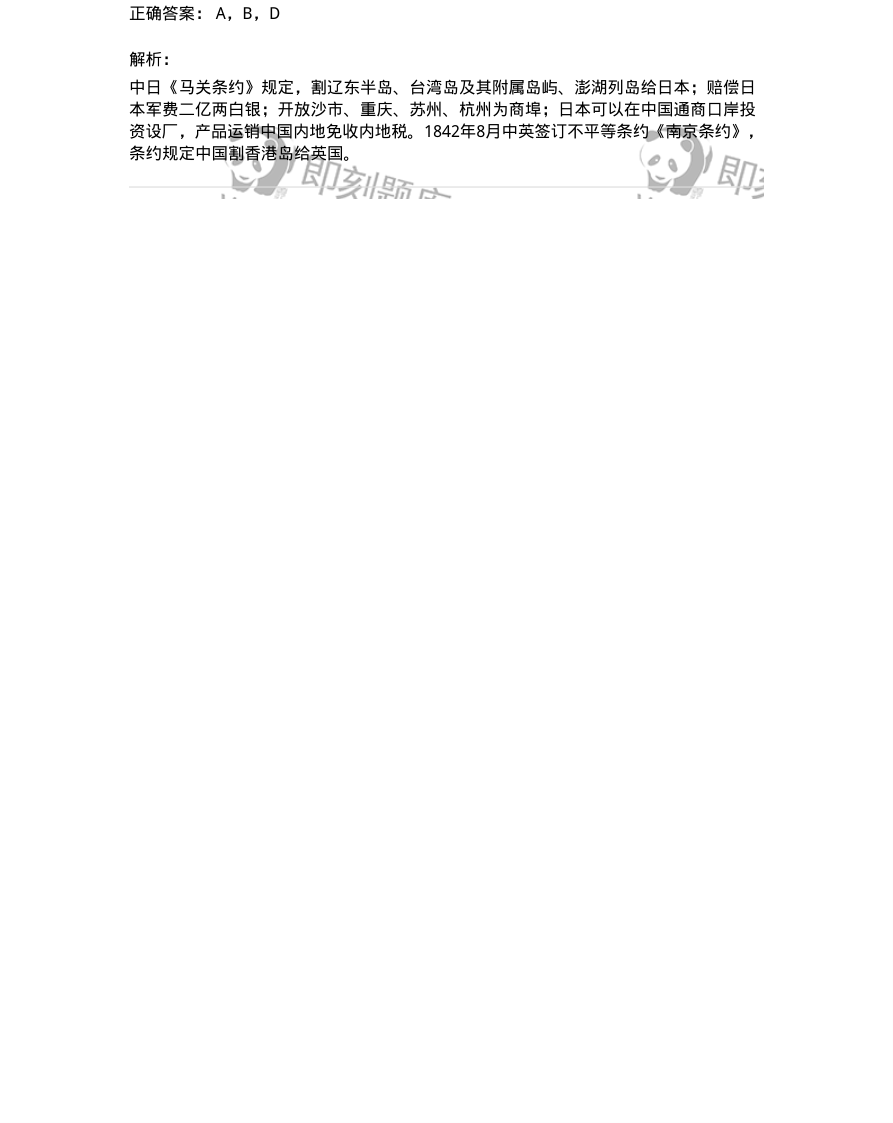 正确答案： A，B，D
解析：
中日《马关条约》规定，割辽东半岛、台湾岛及其附属岛屿、澎湖列岛给日本；赔偿日
本军费二亿两白银；开放沙市、重庆、苏州、杭州为商埠；日本可以在中国通商口岸投
资设厂，产品运销中国内地免收内地税。1842年8月中英签订不平等条约《南京条约》，
条约规定中国割香港岛给英国。
即刻题库
即